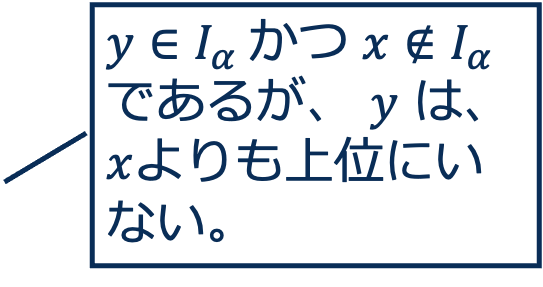 y ∈ Iα かつ x ∉ Iα
であるが、 y は、
xよりも上位にい
ない。